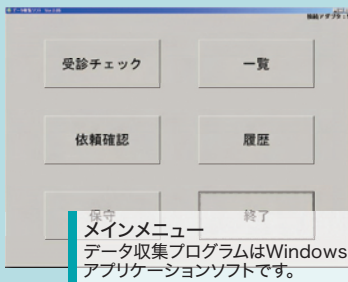 受診チェック
一覧
依頼確認
履歴
保守
終了
メインメニュー
データ収集プログラムはWindows
アプリケーションソフトです。